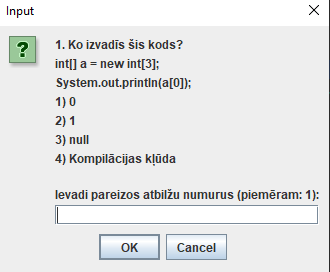 Input
1. Ko izvadīs šis kods?
int[] a = new int[3];
System.out.println(a[0]);
1) 0
2) 1
3) null
4) Kompilācijas kļūda
Ievadi pareizos atbilžu numurus (piemēram: 1):
OK
Cancel